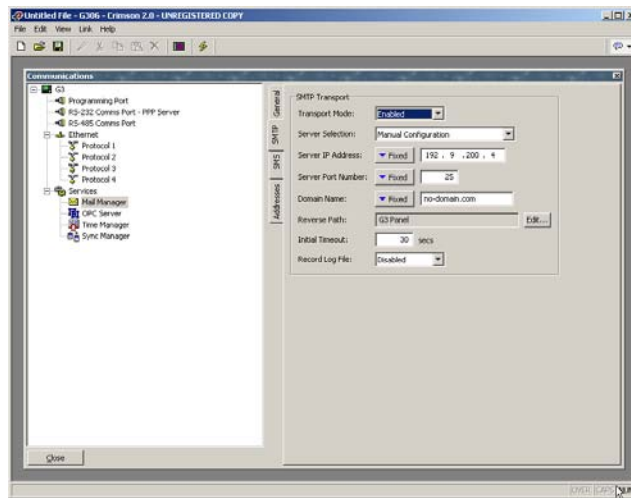 Untitled File - G306 - Crimson 2.0 - UNREGISTERED COPY
File Edit View Link Help
Communications
G3
Programming Port
RS-232 Comms Port - PPP Server
RS-485 Comms Port
Ethernet
Protocol 1
Protocol 2
Protocol 3
Protocol 4
Services
Mail Manager
OPC Server
Time Manager
Sync Manager
General
SMTP
SMS
Addresses
SMTP Transport
Transport Mode: Enabled
Server Selection: Manual Configuration
Server IP Address: Fixed 192 . 9 .200 . 4
Server Port Number: Fixed 25
Domain Name: Fixed no-domain.com
Reverse Path: G3 Panel Edit...
Initial Timeout: 30 secs
Record Log File: Disabled
Close
OVER CAPS NUM